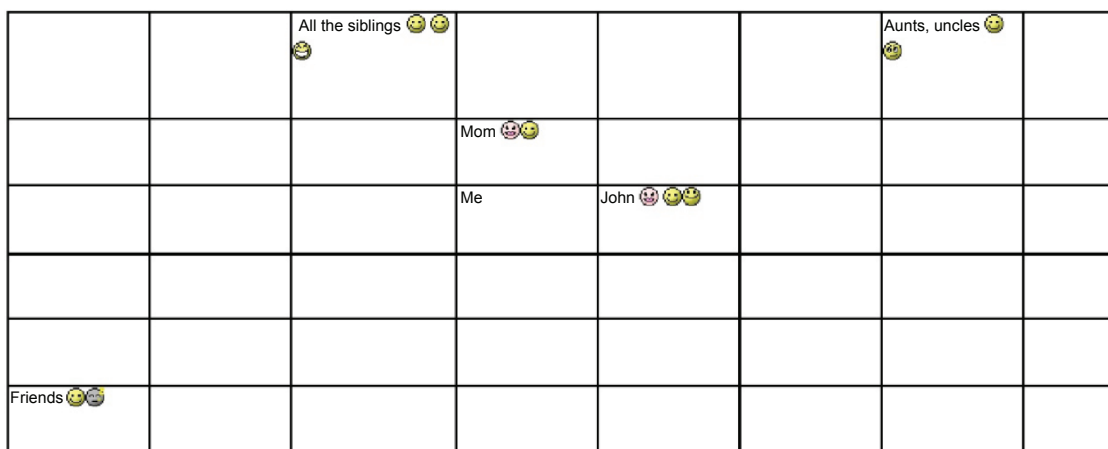 All the siblings
Aunts, uncles
Mom
Me
John
Friends